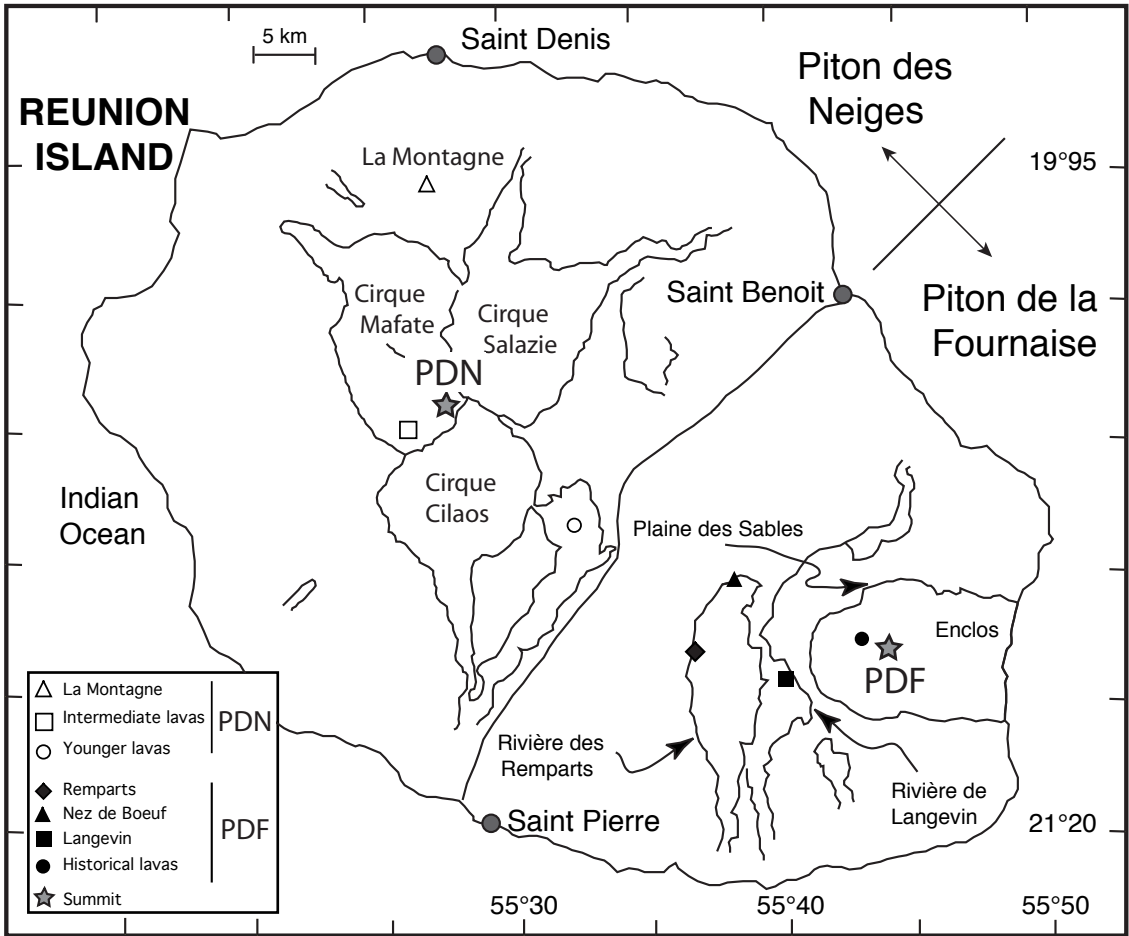 5 km
Saint Denis
Piton des
Neiges
REUNION
ISLAND
La Montagne
19°95
Cirque
Mafate
Cirque
Salazie
Saint Benoit
Piton de la
Fournaise
PDN
Indian
Ocean
Cirque
Cilaos
Plaine des Sables
Enclos
PDF
Rivière des
Remparts
Rivière de
Langevin
Saint Pierre
21°20
55°30
55°40
55°50
La Montagne
Intermediate lavas
Younger lavas
PDN
Remparts
Nez de Boeuf
Langevin
Historical lavas
PDF
Summit